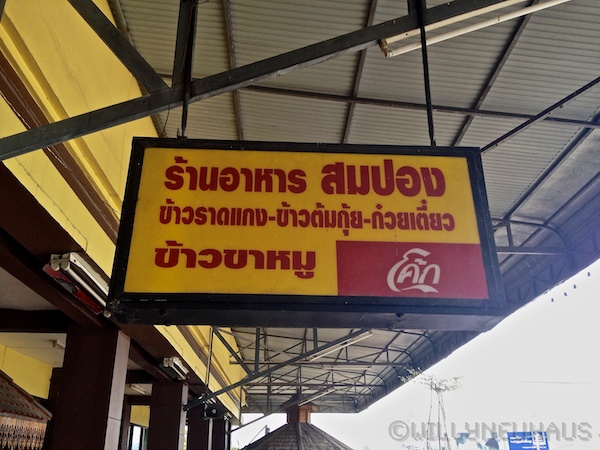 ร้านอาหาร สมปอง
ข้าวราดแกง-ข้าวต้มกุ้ย-ก๋วยเตี๋ยว
ข้าวขาหมู
โค้ก
©WILLYNEUHAUS